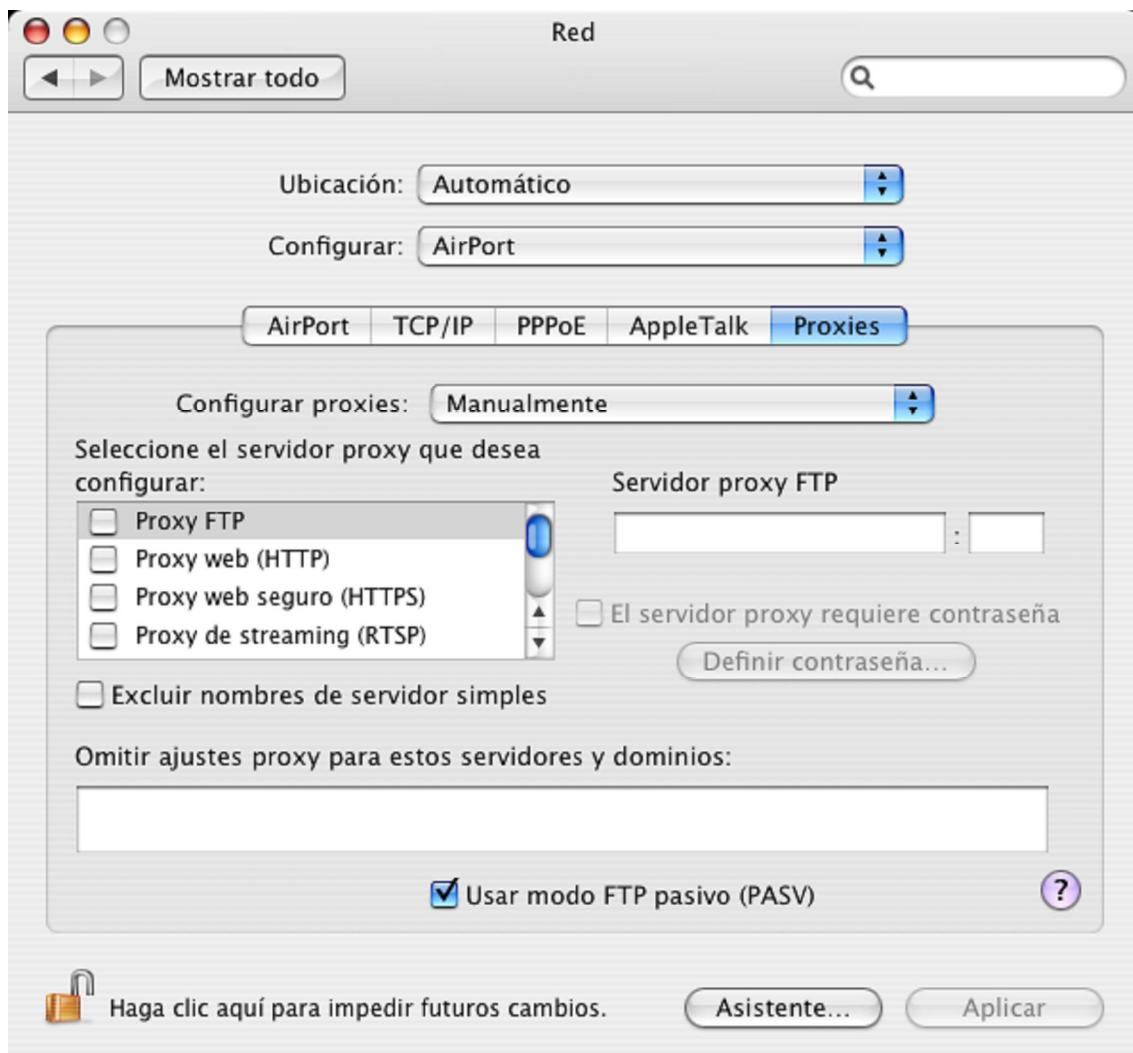 Red
Mostrar todo
Ubicación: Automático
Configurar: AirPort
AirPort TCP/IP PPPoE AppleTalk Proxies
Configurar proxies: Manualmente
Seleccione el servidor proxy que desea
configurar:
Servidor proxy FTP
Proxy FTP
:
Proxy web (HTTP)
Proxy web seguro (HTTPS)
Proxy de streaming (RTSP)
El servidor proxy requiere contraseña
Definir contraseña...
Excluir nombres de servidor simples
Omitir ajustes proxy para estos servidores y dominios:
Usar modo FTP pasivo (PASV)
?
Haga clic aquí para impedir futuros cambios.
Asistente...
Aplicar